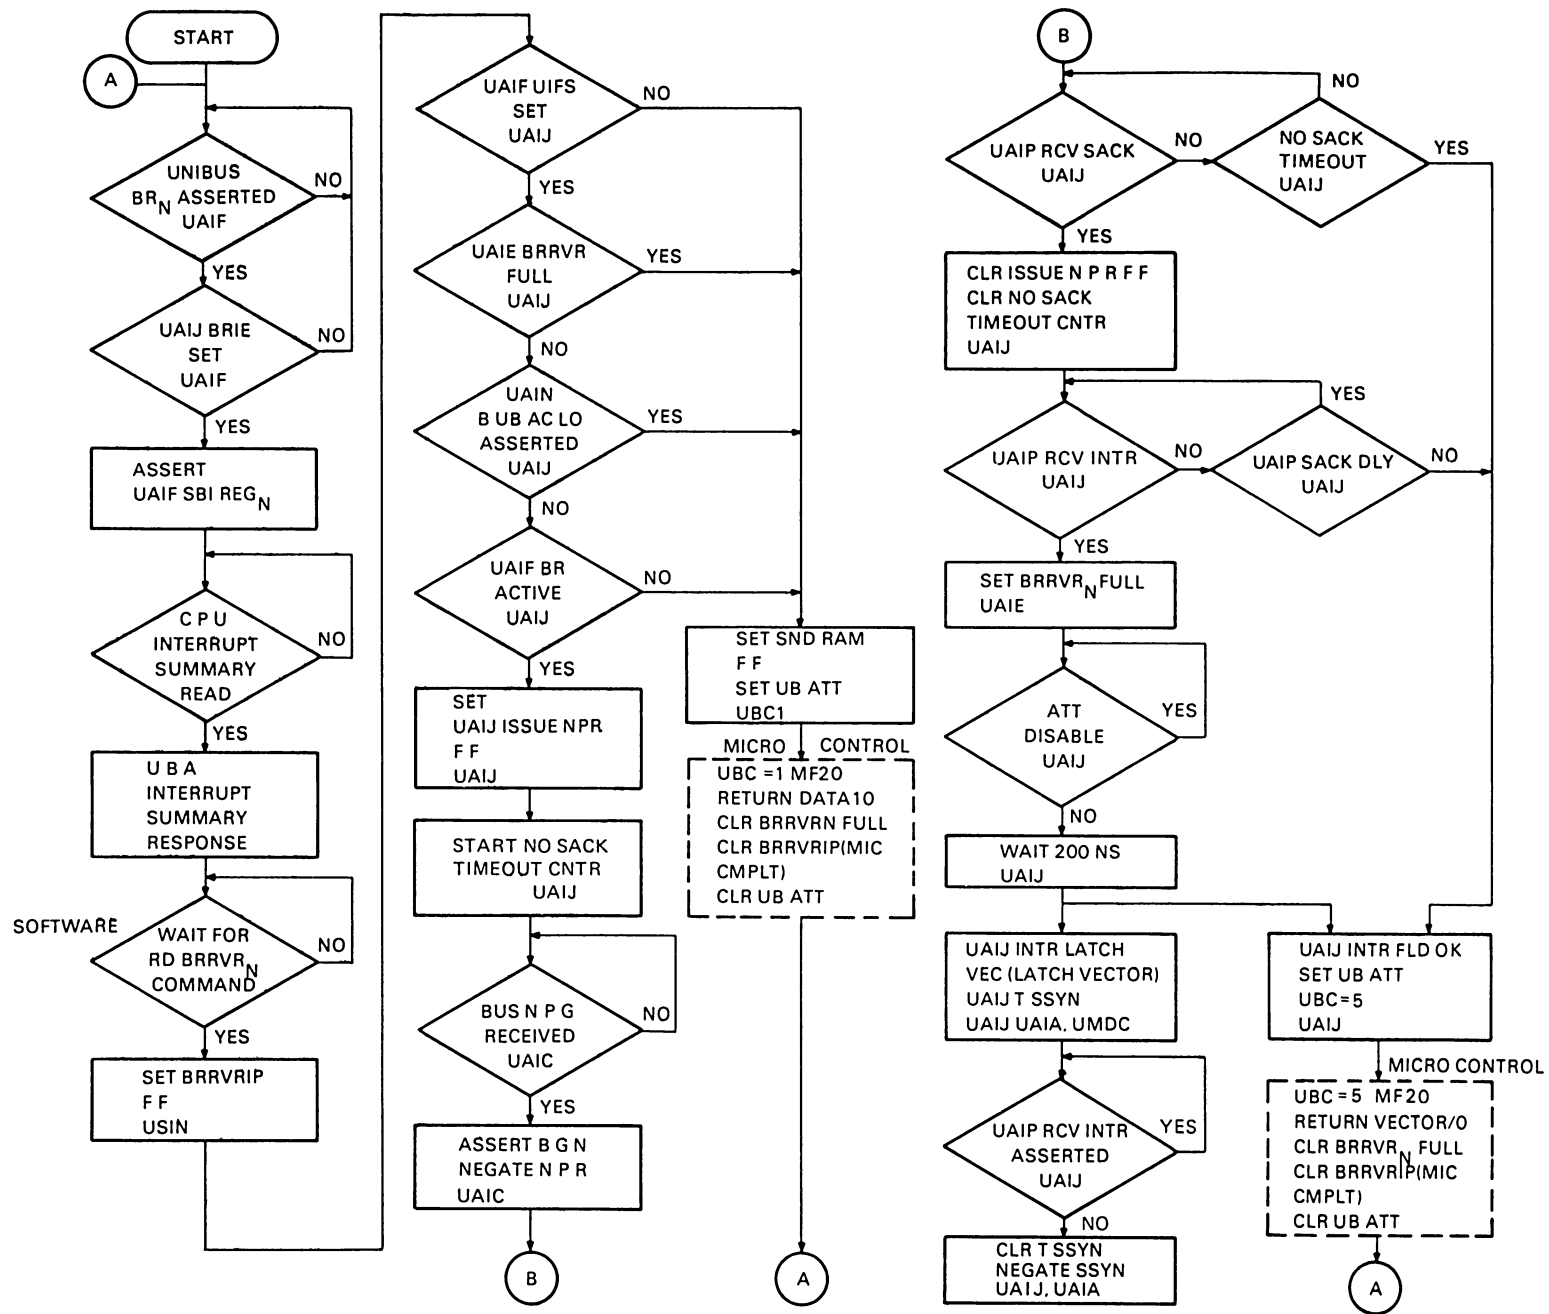 START
A
UNIBUS
BRN ASSERTED
UAIF
NO
YES
UAIJ BRIE
SET
UAIF
NO
YES
ASSERT
UAIF SBI REGN
CPU
INTERRUPT
SUMMARY
READ
NO
YES
UBA
INTERRUPT
SUMMARY
RESPONSE
SOFTWARE
WAIT FOR
RD BRRVRN
COMMAND
NO
YES
SET BRRVRIP
F F
USIN
UAIF UIFS
SET
UAIJ
NO
YES
UAIE BRRVR
FULL
UAIJ
YES
NO
UAIN
B UB AC LO
ASSERTED
UAIJ
YES
NO
UAIF BR
ACTIVE
UAIJ
NO
YES
SET
UAIJ ISSUE NPR
F F
UAIJ
START NO SACK
TIMEOUT CNTR
UAIJ
BUS N P G
RECEIVED
UAIC
NO
YES
ASSERT B G N
NEGATE N P R
UAIC
B
SET SND RAM
F F
SET UB ATT
UBC1
MICRO CONTROL
UBC =1 MF20
RETURN DATA10
CLR BRRVRN FULL
CLR BRRVRIP(MIC
CMPLT)
CLR UB ATT
A
B
UAIP RCV SACK
UAIJ
NO
YES
NO SACK
TIMEOUT
UAIJ
NO
YES
CLR ISSUE N P R F F
CLR NO SACK
TIMEOUT CNTR
UAIJ
UAIP RCV INTR
UAIJ
NO
YES
UAIP SACK DLY
UAIJ
YES
NO
SET BRRVRN FULL
UAIE
ATT
DISABLE
UAIJ
YES
NO
WAIT 200 NS
UAIJ
UAIJ INTR LATCH
VEC (LATCH VECTOR)
UAIJ T SSYN
UAIJ UAIA, UMDC
UAIP RCV INTR
ASSERTED
UAIJ
YES
NO
CLR T SSYN
NEGATE SSYN
UAIJ, UAIA
UAIJ INTR FLD OK
SET UB ATT
UBC=5
UAIJ
MICRO CONTROL
UBC = 5 MF20
RETURN VECTOR/0
CLR BRRVRN FULL
CLR BRRVRIP(MIC
CMPLT)
CLR UB ATT
A